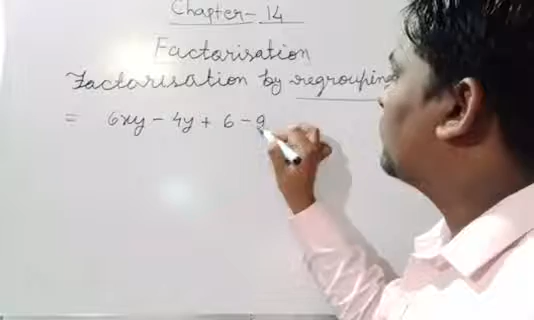 Chapter- 14
Factorisation
Factorisation by regrouping
= 6xy - 4y + 6 - 9